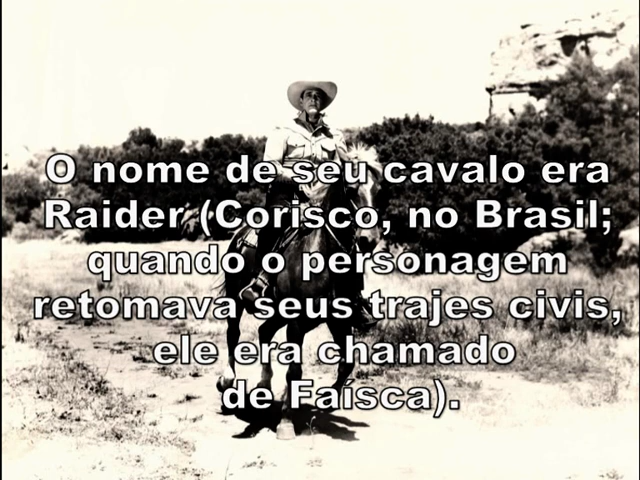 O nome de seu cavalo era
Raider (Corisco, no Brasil;
quando o personagem
retomava seus trajes civis,
ele era chamado
de Faísca).